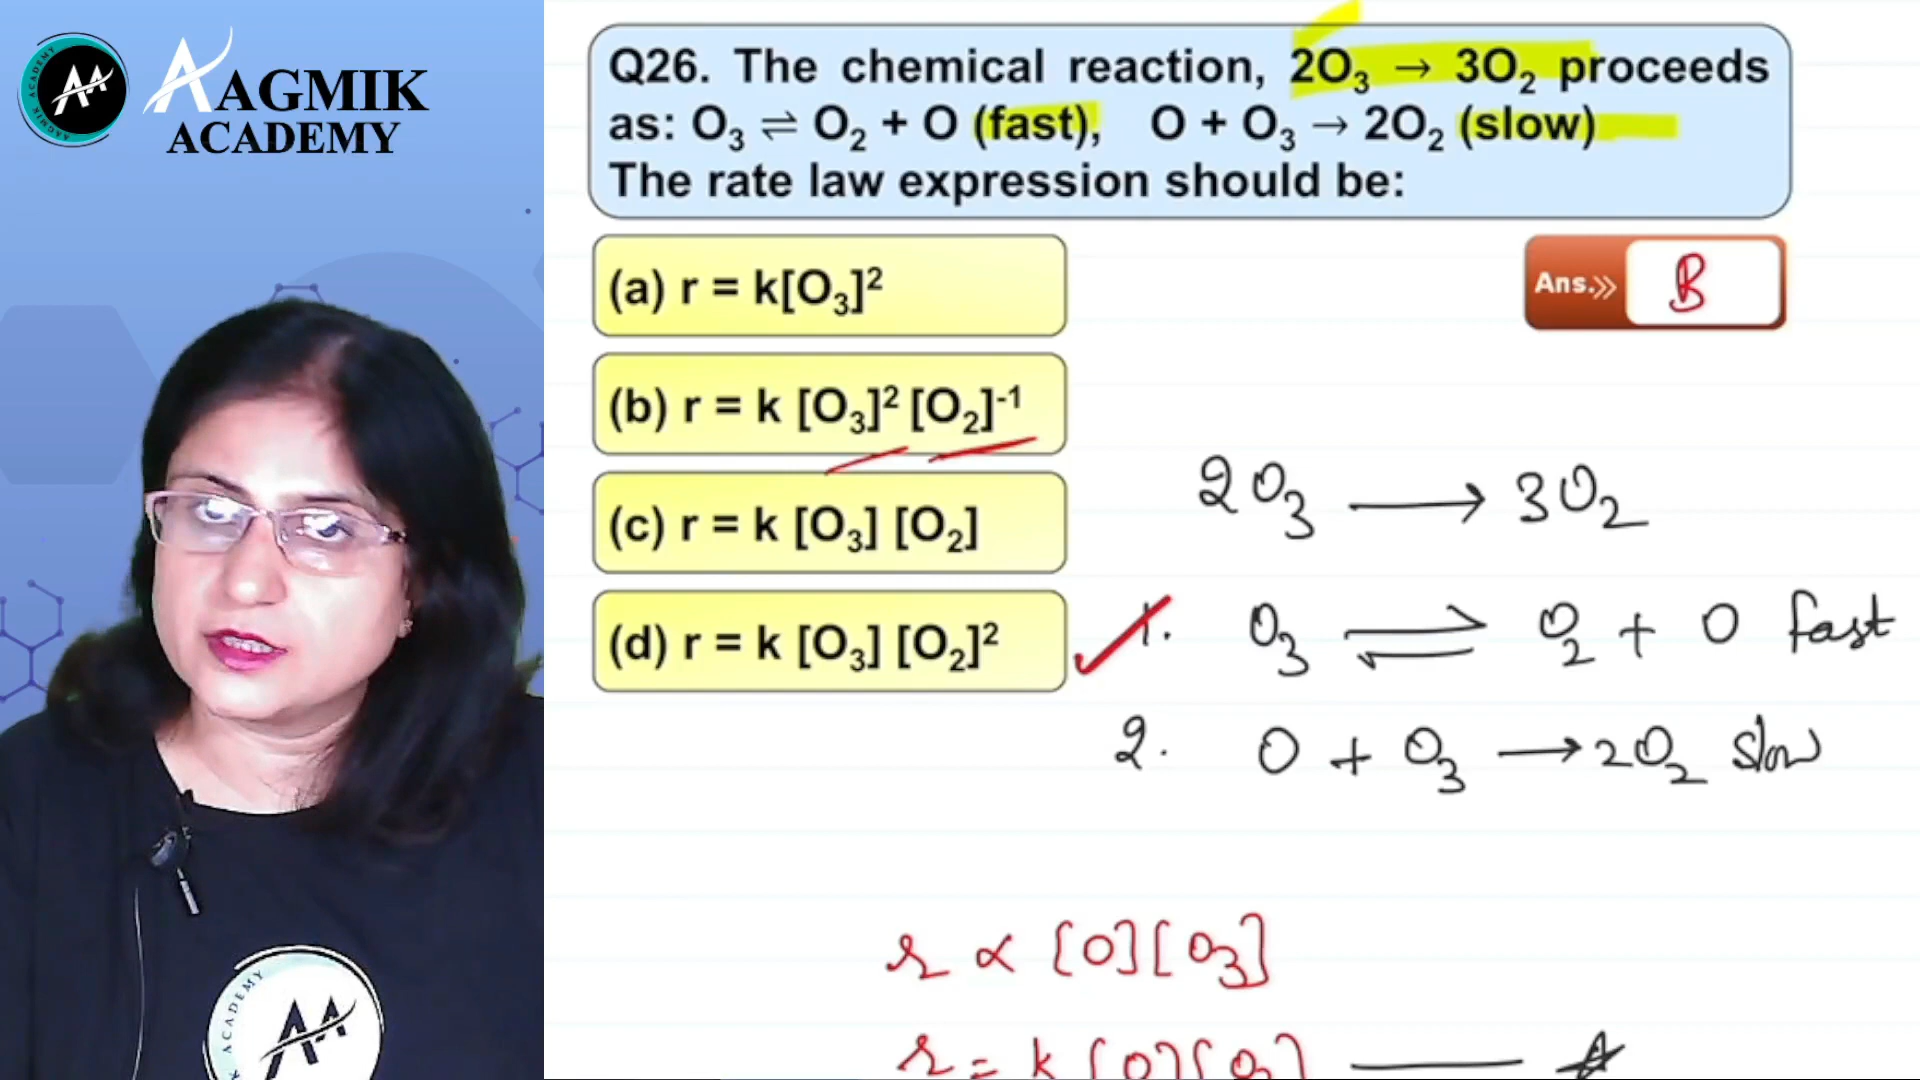 AAGMIK
ACADEMY
Q26. The chemical reaction, 2O₃ → 3O₂ proceeds
as: O₃ ⇌ O₂ + O (fast), O + O₃ → 2O₂ (slow)
The rate law expression should be:
(a) r = k[O₃]²
Ans.>> B
(b) r = k [O₃]² [O₂]⁻¹
(c) r = k [O₃] [O₂]
(d) r = k [O₃] [O₂]²
2O₃ → 3O₂
1. O₃ ⇌ O₂ + O fast
2. O + O₃ → 2O₂ slow
r ∝ [O][O₃]
r = k [O][O₃]